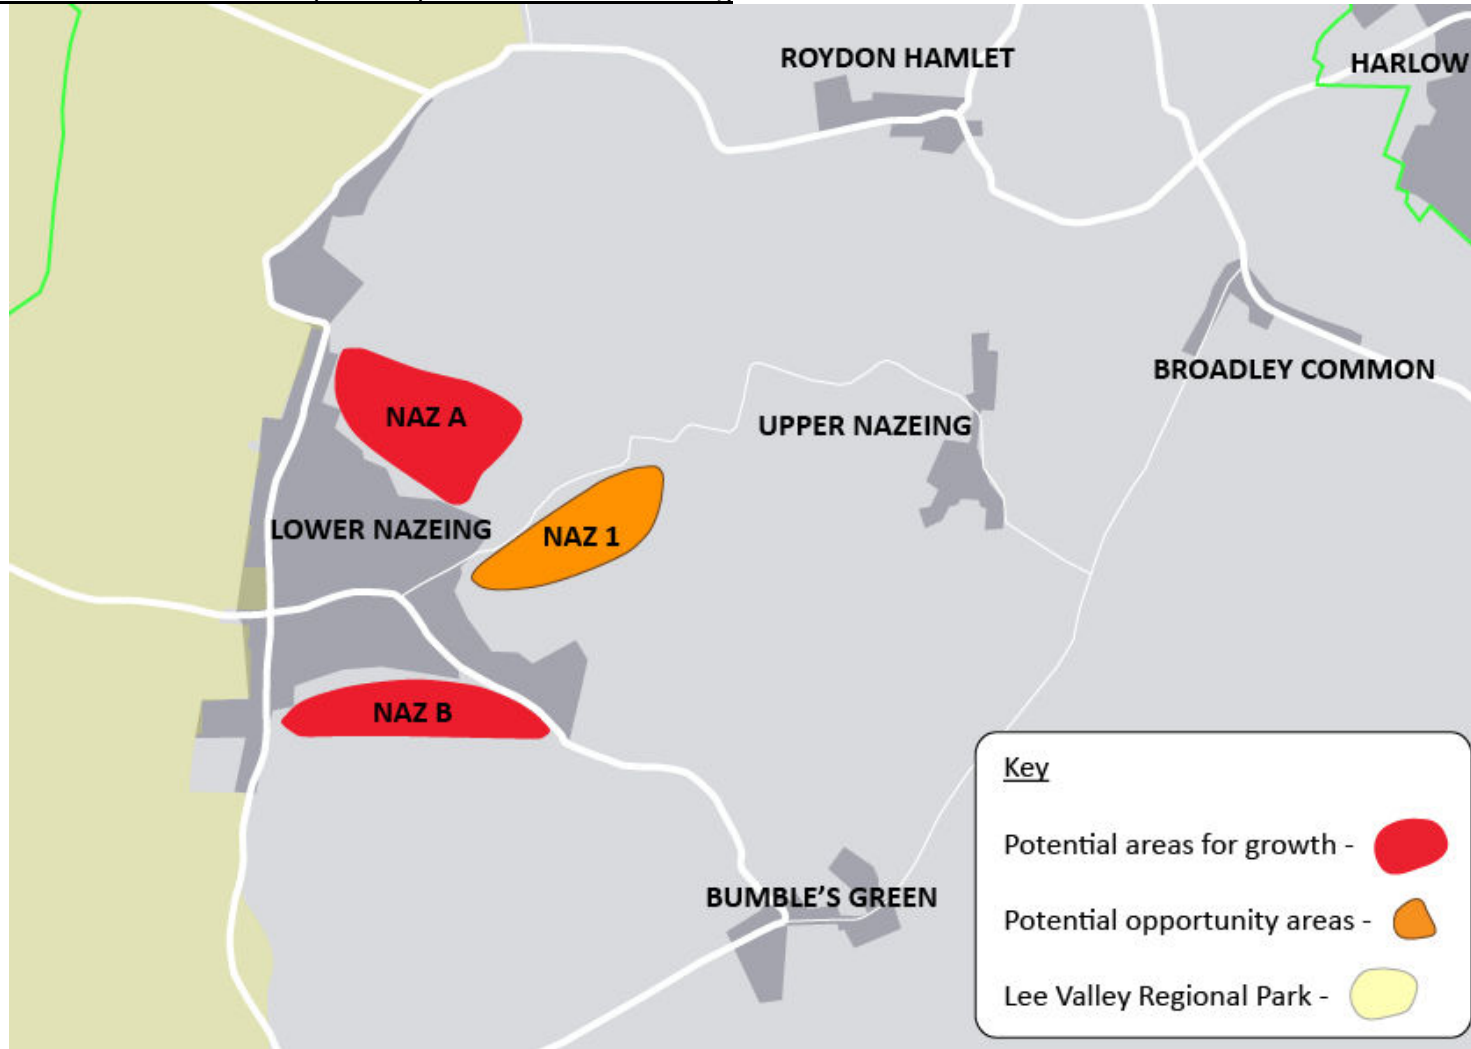 ROYDON HAMLET
HARLOW
BROADLEY COMMON
NAZ A
UPPER NAZEING
LOWER NAZEING
NAZ 1
NAZ B
BUMBLE'S GREEN
Key
Potential areas for growth -
Potential opportunity areas -
Lee Valley Regional Park -